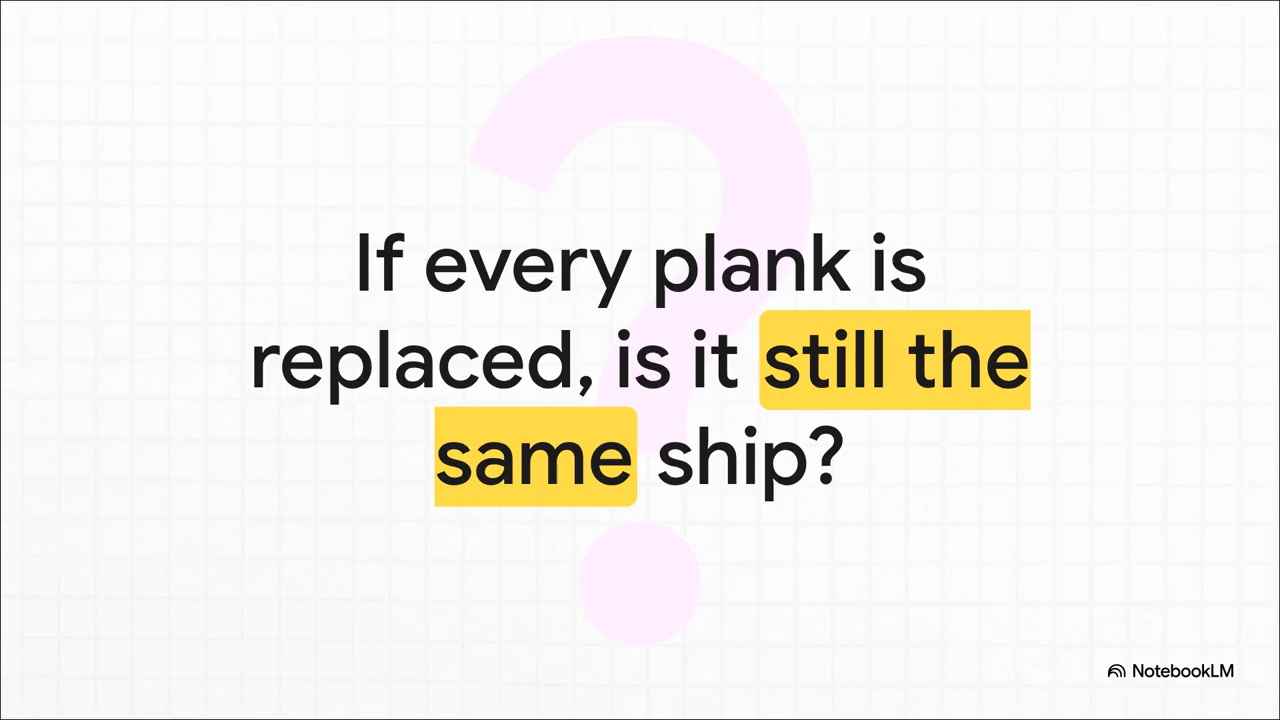 If every plank is
replaced, is it still the
same ship?
NotebookLM